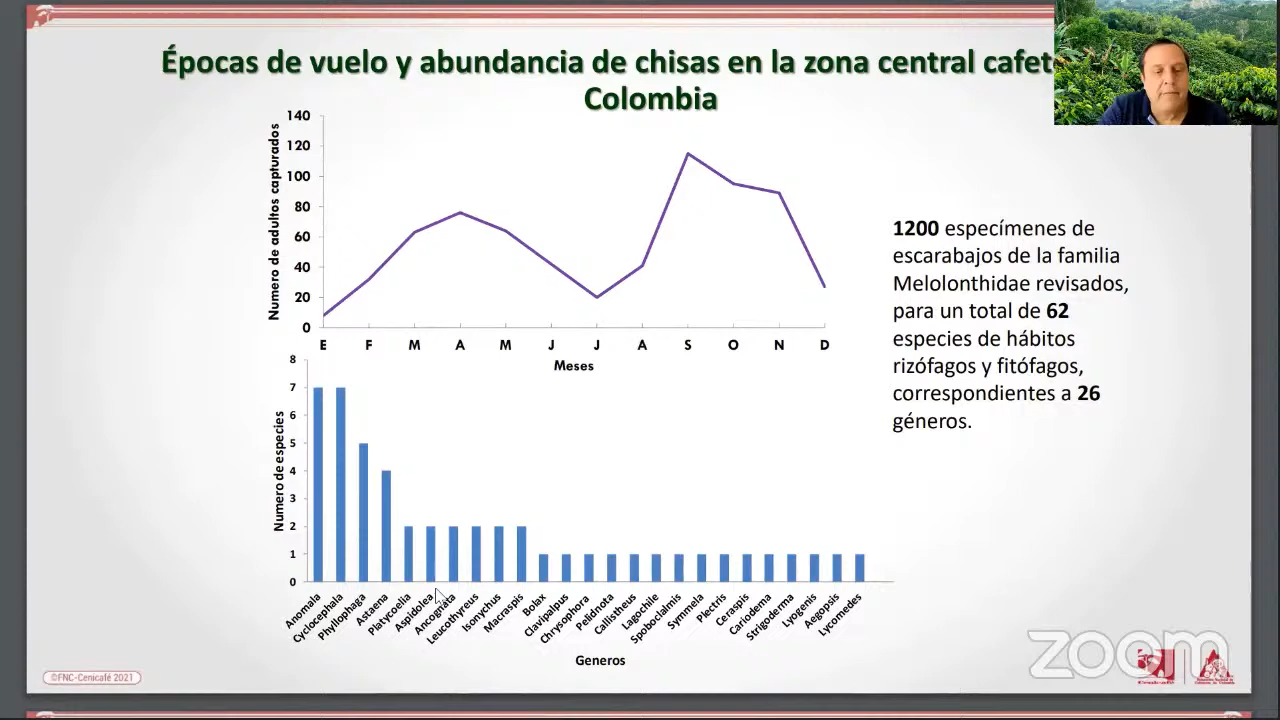 Épocas de vuelo y abundancia de chisas en la zona central cafet
Colombia
Numero de adultos capturados
140
120
100
80
60
40
20
0
E F M A M J J A S O N D
Meses
1200 especímenes de
escarabajos de la familia
Melolonthidae revisados,
para un total de 62
especies de hábitos
rizófagos y fitófagos,
correspondientes a 26
géneros.
Numero de especies
8
7
6
5
4
3
2
1
0
Anomala
Cyclocephala
Phyllophaga
Astaena
Platycoelia
Aspidolea
Ancognata
Leucothyreus
Isonychus
Macraspis
Bolax
Clavipalpus
Chrysophora
Pelidnota
Callistheus
Lagochile
Spoboclalmis
Symmela
Plectris
Ceraspis
Cariodema
Strigoderma
Lyogenis
Aegopsis
Lycomedes
Generos
©FNC-Cenicafé 2021
zoom
Cenicafé